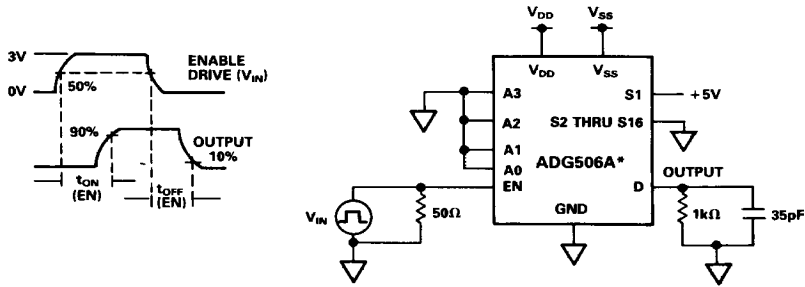 3V
0V
50%
ENABLE
DRIVE (VIN)
90%
OUTPUT
10%
tON
(EN)
tOFF
(EN)
VDD
VSS
VDD
VSS
A3
A2
A1
A0
EN
S1
+5V
S2 THRU S16
ADG506A*
D
OUTPUT
GND
VIN
50Ω
1kΩ
35pF